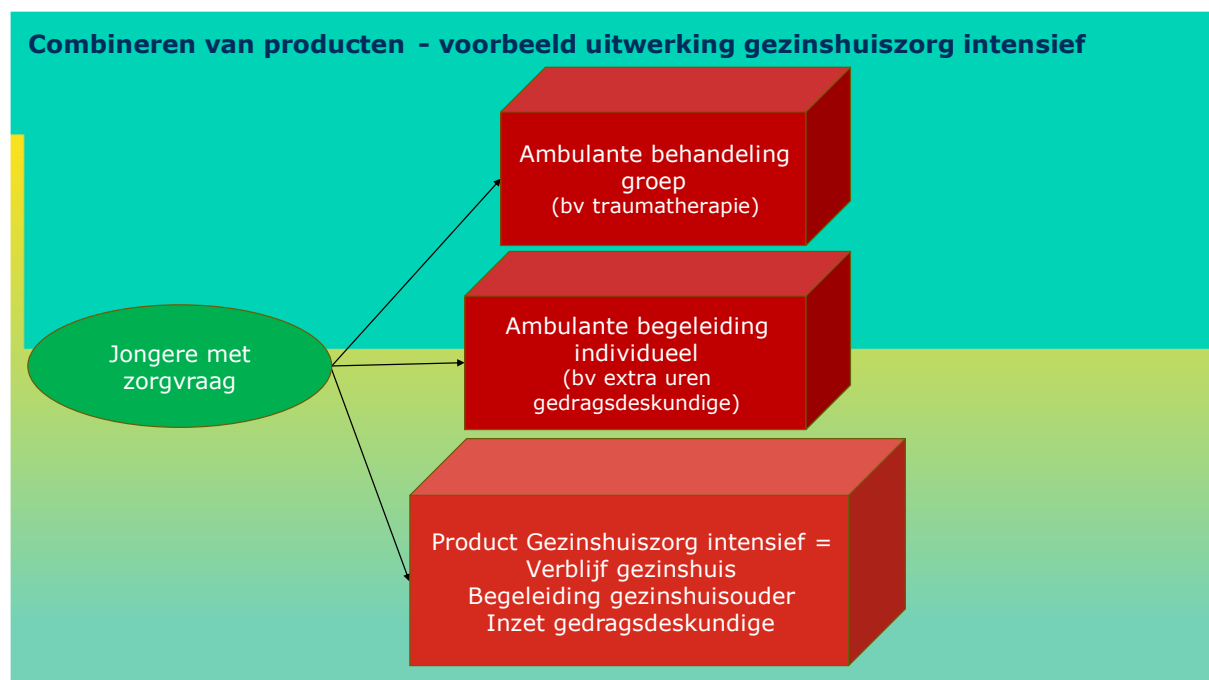 Combineren van producten - voorbeeld uitwerking gezinshuiszorg intensief
Ambulante behandeling
groep
(bv traumatherapie)
Ambulante begeleiding
individueel
(bv extra uren
gedragsdeskundige)
Jongere met
zorgvraag
Product Gezinshuiszorg intensief =
Verblijf gezinshuis
Begeleiding gezinshuisouder
Inzet gedragsdeskundige